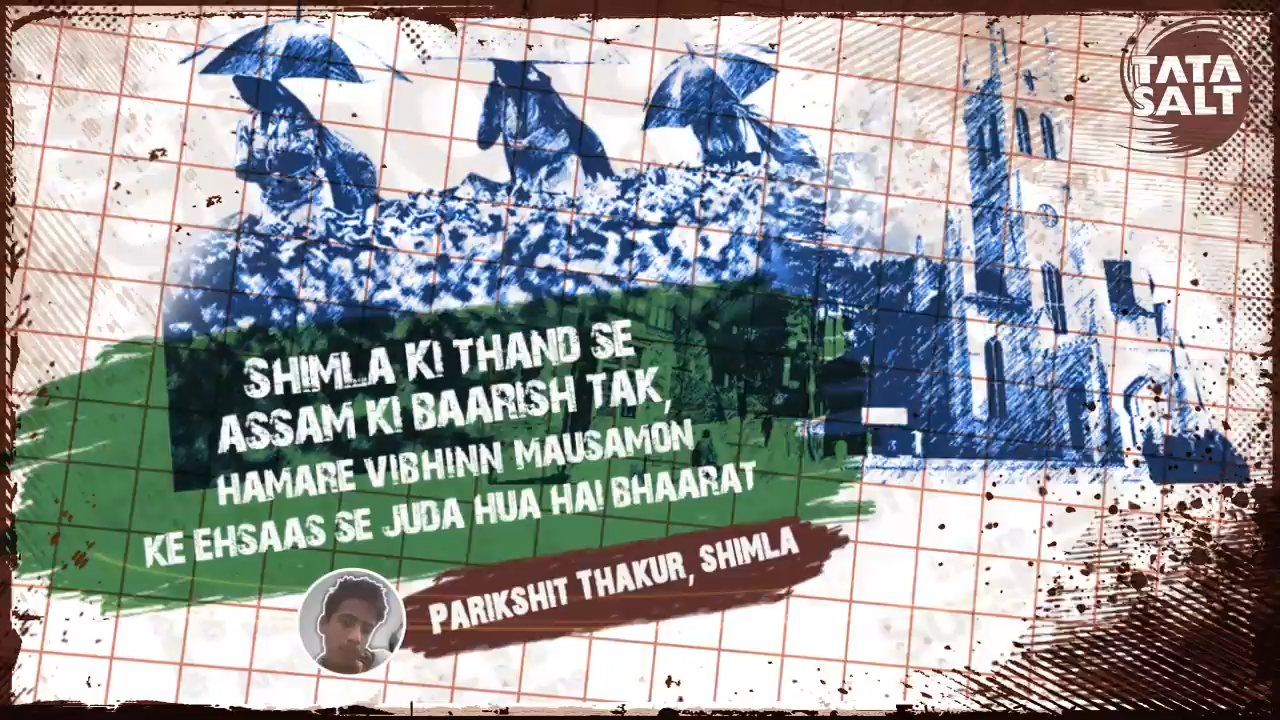 TATA
SALT
SHIMLA KI THAND SE
ASSAM KI BAARISH TAK,
HAMARE VIBHINN MAUSAMON
KE EHSAAS SE JUDA HUA HAI BHAARAT
PARIKSHIT THAKUR, SHIMLA